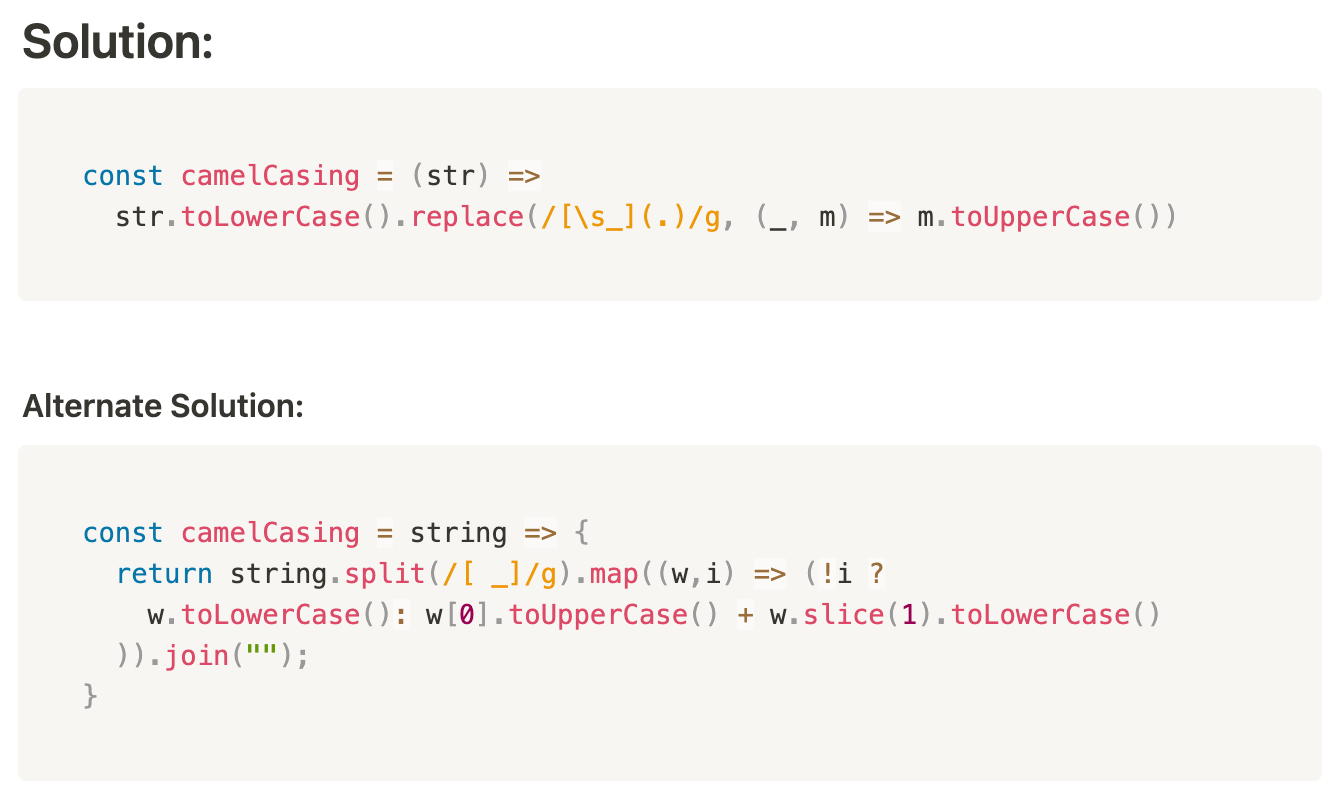 Solution:
const camelCasing = (str) =>
  str.toLowerCase().replace(/[\s_](.)/g, (_, m) => m.toUpperCase())
Alternate Solution:
const camelCasing = string => {
  return string.split(/[ _]/g).map((w,i) => (!i ?
    w.toLowerCase(): w[0].toUpperCase() + w.slice(1).toLowerCase()
  )).join("");
}